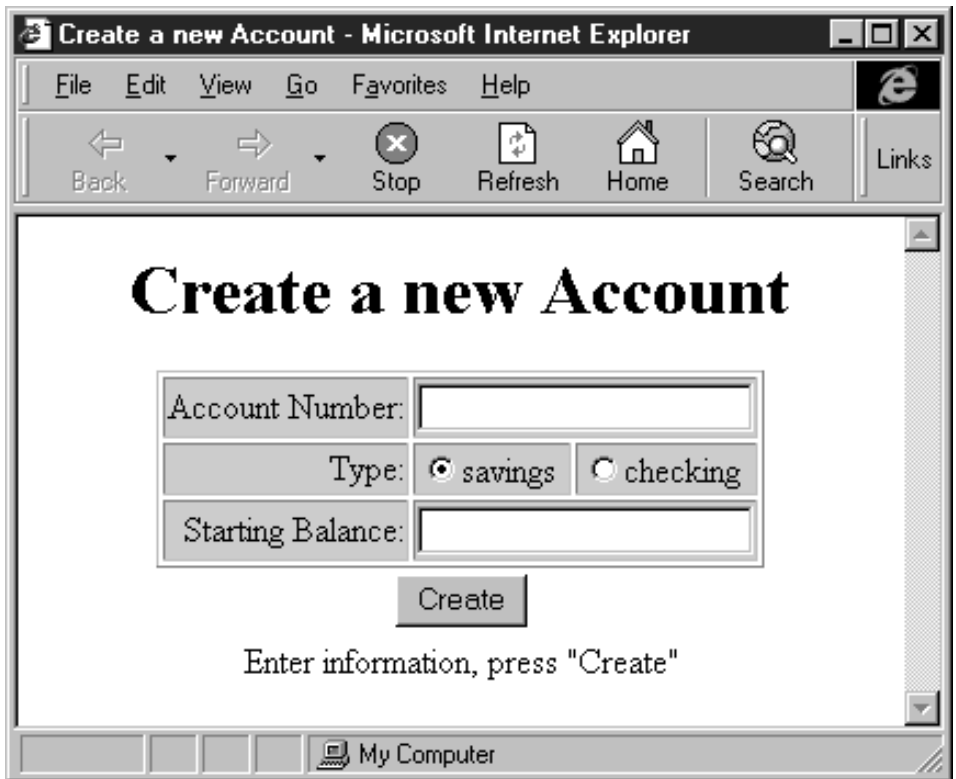 Create a new Account - Microsoft Internet Explorer
File Edit View Go Favorites Help
Back Forward Stop Refresh Home Search Links
Create a new Account
Account Number:
Type: savings checking
Starting Balance:
Create
Enter information, press "Create"
My Computer